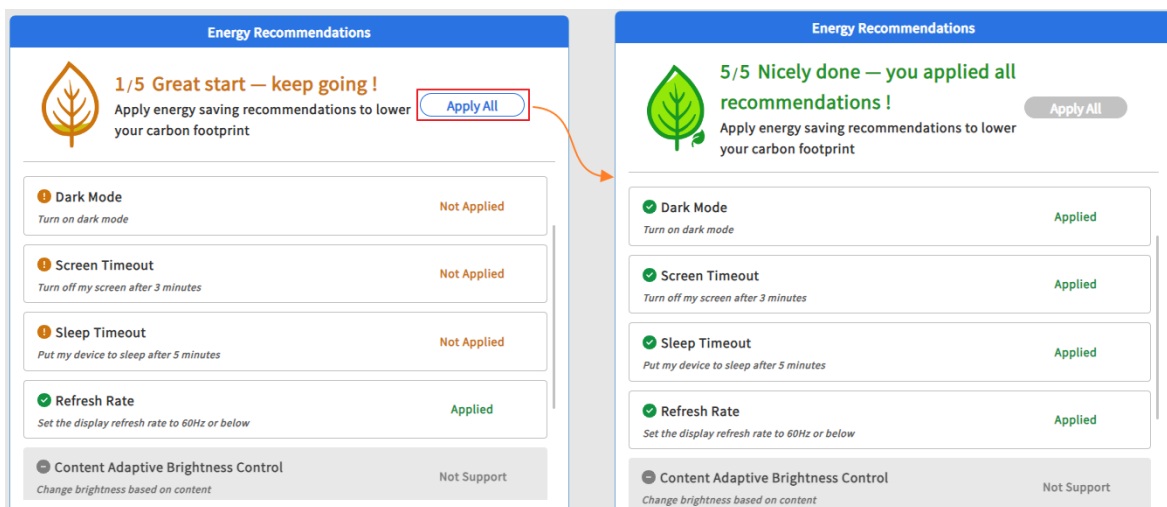 Energy Recommendations
1/5 Great start — keep going !
Apply energy saving recommendations to lower
your carbon footprint
Apply All
Dark Mode
Turn on dark mode
Not Applied
Screen Timeout
Turn off my screen after 3 minutes
Not Applied
Sleep Timeout
Put my device to sleep after 5 minutes
Not Applied
Refresh Rate
Set the display refresh rate to 60Hz or below
Applied
Content Adaptive Brightness Control
Change brightness based on content
Not Support
Energy Recommendations
5/5 Nicely done — you applied all
recommendations !
Apply energy saving recommendations to lower
your carbon footprint
Apply All
Dark Mode
Turn on dark mode
Applied
Screen Timeout
Turn off my screen after 3 minutes
Applied
Sleep Timeout
Put my device to sleep after 5 minutes
Applied
Refresh Rate
Set the display refresh rate to 60Hz or below
Applied
Content Adaptive Brightness Control
Change brightness based on content
Not Support